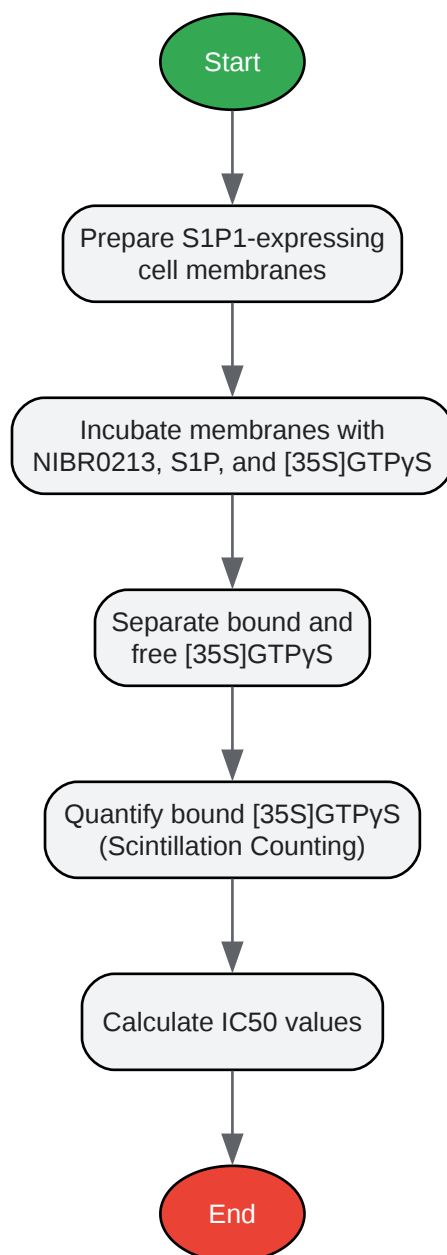 Start
Prepare S1P1-expressing
cell membranes
Incubate membranes with
NIBR0213, S1P, and [35S]GTPγS
Separate bound and
free [35S]GTPγS
Quantify bound [35S]GTPγS
(Scintillation Counting)
Calculate IC50 values
End